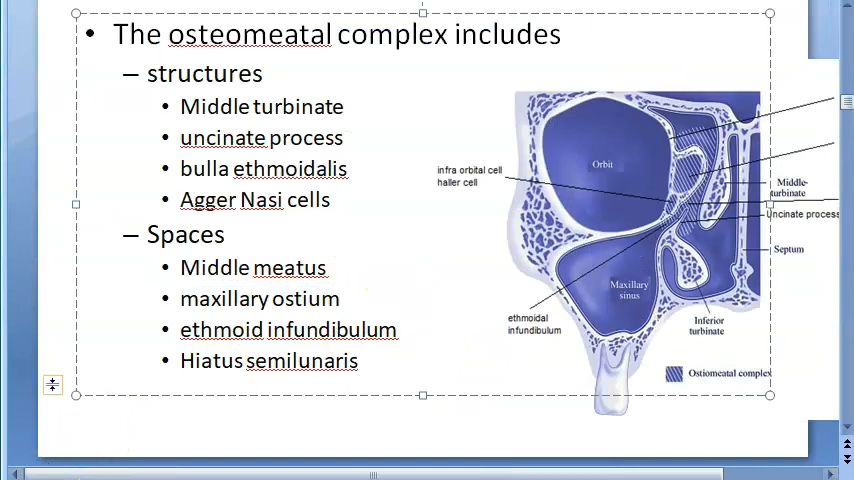 • The osteomeatal complex includes
– structures
• Middle turbinate
• uncinate process
• bulla ethmoidalis
• Agger Nasi cells
– Spaces
• Middle meatus
• maxillary ostium
• ethmoid infundibulum
• Hiatus semilunaris
infra orbital cell
haller cell
Orbit
Middle-
turbinate
Uncinate process
Septum
Maxillary
sinus
ethmoidal
infundibulum
Inferior
turbinate
Ostiomeatal complex